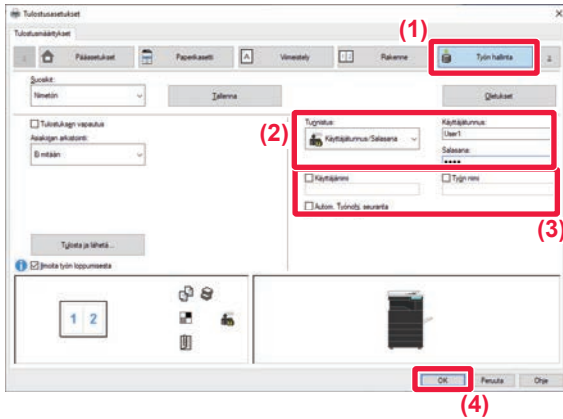 Tulostusasetukset
(1)
Tulostusmääritykset
Pääasetukset
Paperikasetti
Viimeistely
Rakenne
Työn hallinta
Suosikit:
Nimetön
Tallenna
Oletukset
(2)
Tulostuksen vapautus
Asiakirjan arkistointi:
Ei mitään
Tunnistus:
Käyttäjätunnus/Salasana
Käyttäjätunnus:
User1
Salasana:
••••
Käyttäjänimi
Työn nimi
Autom. Työnohj. seuranta
(3)
Tulosta ja lähetä...
Ilmoita työn loppumisesta
1 2
OK
Peruuta
Ohje
(4)